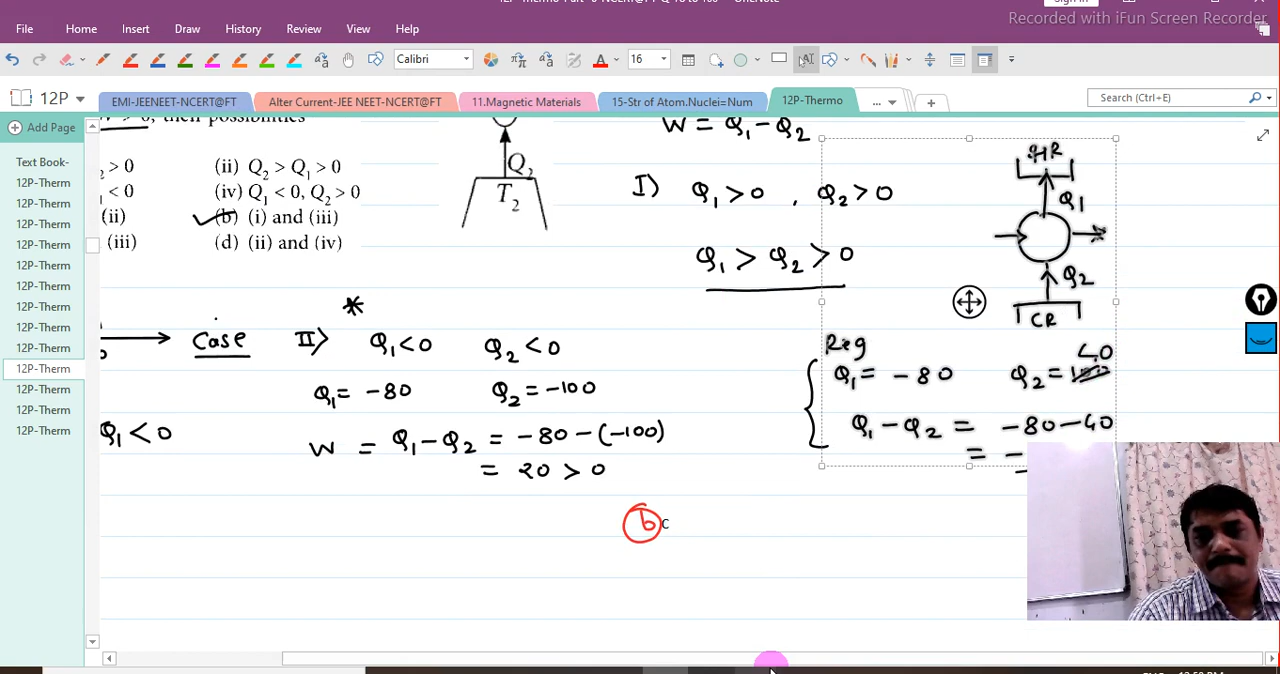 Recorded with iFun Screen Recorder
File Home Insert Draw History Review View Help
Calibri 16
12P EMI-JEENEET-NCERT@FT Alter Current-JEE NEET-NCERT@FT 11.Magnetic Materials 15-Str of Atom.Nuclei=Num 12P-Thermo ... Search (Ctrl+E)
Add Page
Text Book-
12P-Therm
12P-Therm
12P-Therm
12P-Therm
12P-Therm
12P-Therm
12P-Therm
12P-Therm
12P-Therm
12P-Therm
12P-Therm
12P-Therm
12P-Therm
> 0, then possibilities
> 0 (ii) Q₂ > Q₁ > 0
< 0 (iv) Q₁ < 0, Q₂ > 0
(ii) (b) (i) and (iii)
(iii) (d) (ii) and (iv)
Q₂
T₂
W = Q₁ - Q₂
I) Q₁ > 0 , Q₂ > 0
Q₁ > Q₂ > 0
HR
Q₁
Q₂
CR
*
Case II) Q₁ < 0 Q₂ < 0
Q₁ = -80 Q₂ = -100
Q₁ < 0
W = Q₁ - Q₂ = -80 - (-100)
= 20 > 0
Q₁ = -80 Q₂ = 40
Q₁ - Q₂ = -80 - 40
= -
b c